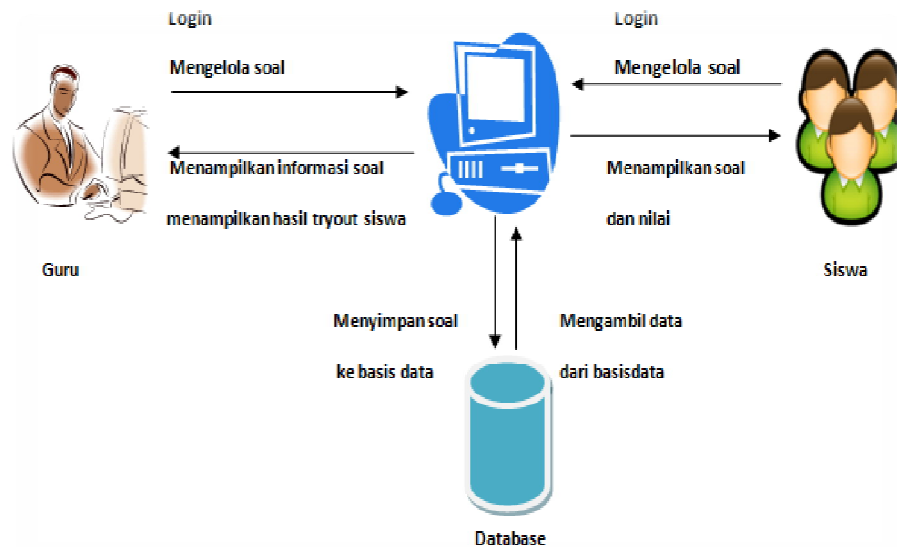 Login
Mengelola soal
Menampilkan informasi soal
menampilkan hasil tryout siswa
Guru
Login
Mengelola soal
Menampilkan soal
dan nilai
Siswa
Menyimpan soal
ke basis data
Mengambil data
dari basisdata
Database